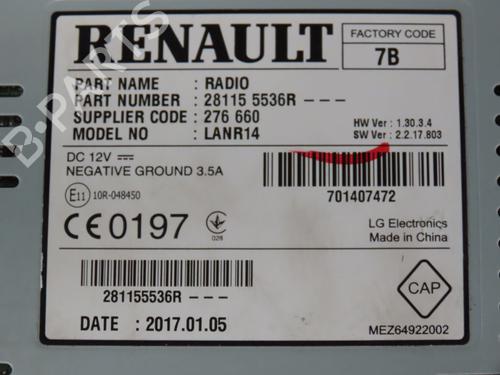 RENAULT
FACTORY CODE
7B
PART NAME : RADIO
PART NUMBER : 28115 5536R - - -
SUPPLIER CODE : 276 660
MODEL NO : LANR14
HW Ver : 1.30.3.4
SW Ver : 2.2.17.803
DC 12V
NEGATIVE GROUND 3.5A
E11 10R-048450
701407472
CE0197
028
LG Electronics
Made in China
281155536R - - -
CAP
DATE : 2017.01.05
MEZ64922002
B-PARTS